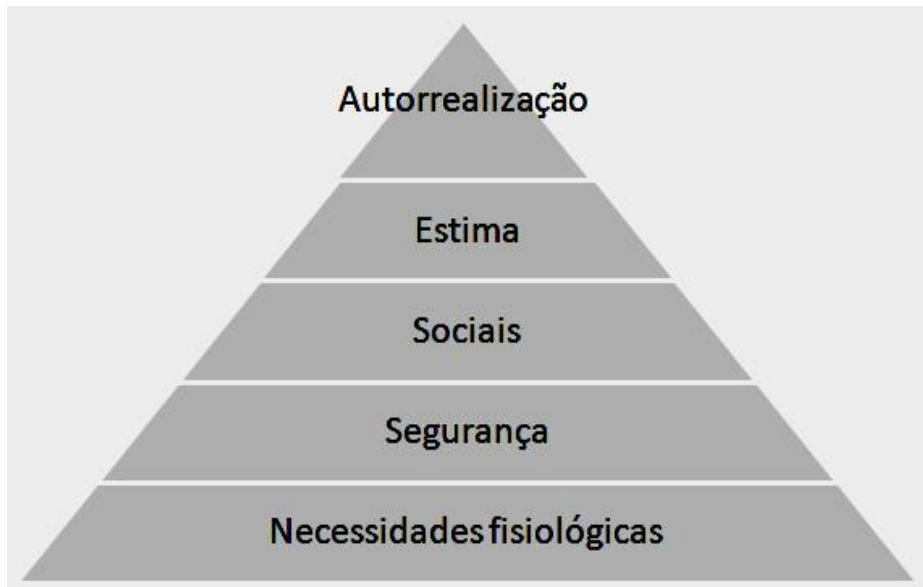 Autorrealização
Estima
Sociais
Segurança
Necessidades fisiológicas